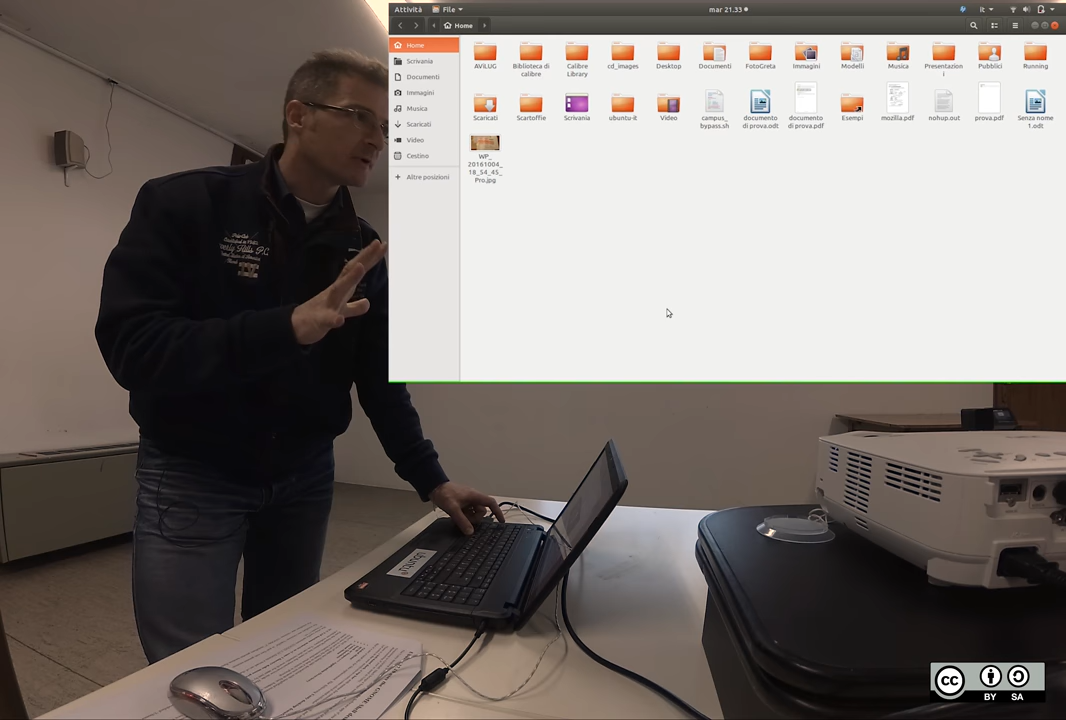 Attività File mar 21.33 it
Home
Home
Scrivania
Documenti
Immagini
Musica
Scaricati
Video
Cestino
Altre posizioni
AViLUG
Biblioteca di
calibre
Calibre
Library
cd_images
Desktop
Documenti
FotoGreta
Immagini
Modelli
Musica
Presentazion
i
Pubblici
Running
Scaricati
Scartoffie
Scrivania
ubuntu-it
Video
campus_
bypass.sh
documento
di prova.odt
documento
di prova.pdf
Esempi
mozilla.pdf
nohup.out
prova.pdf
Senza nome
1.odt
WP_
20161004_
18_54_45_
Pro.jpg
ubuntu
cc
BY SA